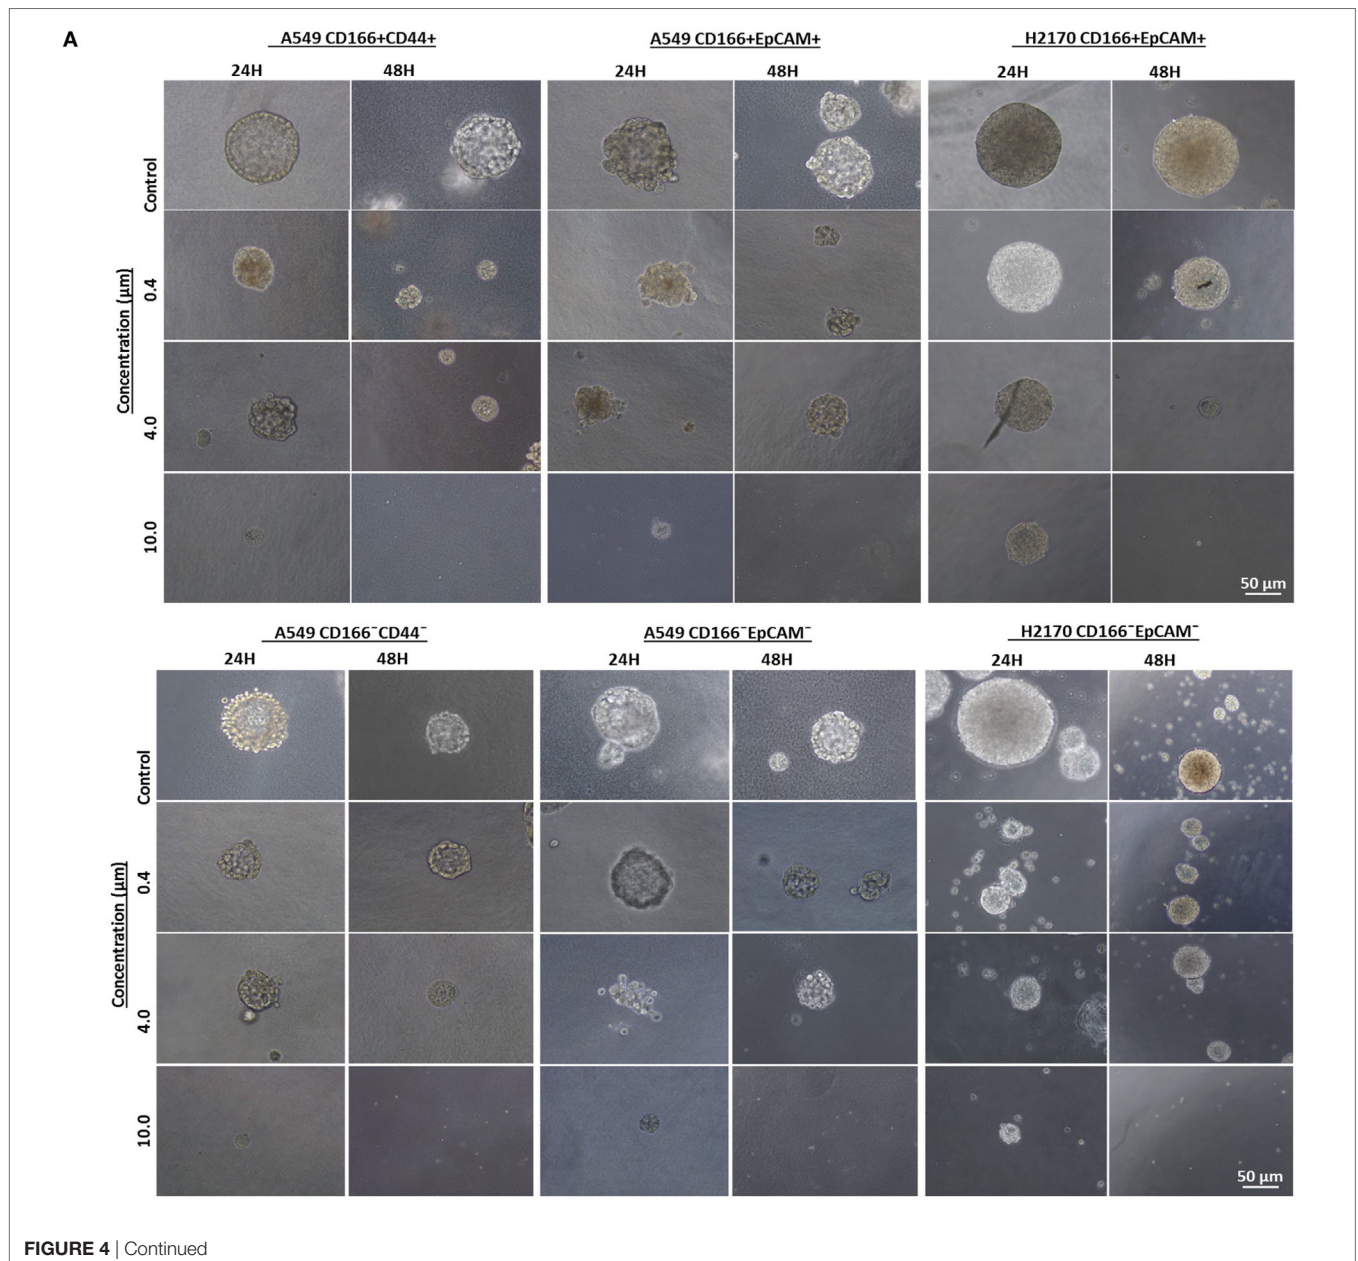 A
A549 CD166+CD44+ A549 CD166+EpCAM+ H2170 CD166+EpCAM+
24H 48H 24H 48H 24H 48H
Concentration (µm)
Control
0.4
4.0
10.0
50 µm
A549 CD166⁻CD44⁻ A549 CD166⁻EpCAM⁻ H2170 CD166⁻EpCAM⁻
24H 48H 24H 48H 24H 48H
Concentration (µm)
Control
0.4
4.0
10.0
50 µm
FIGURE 4 | Continued